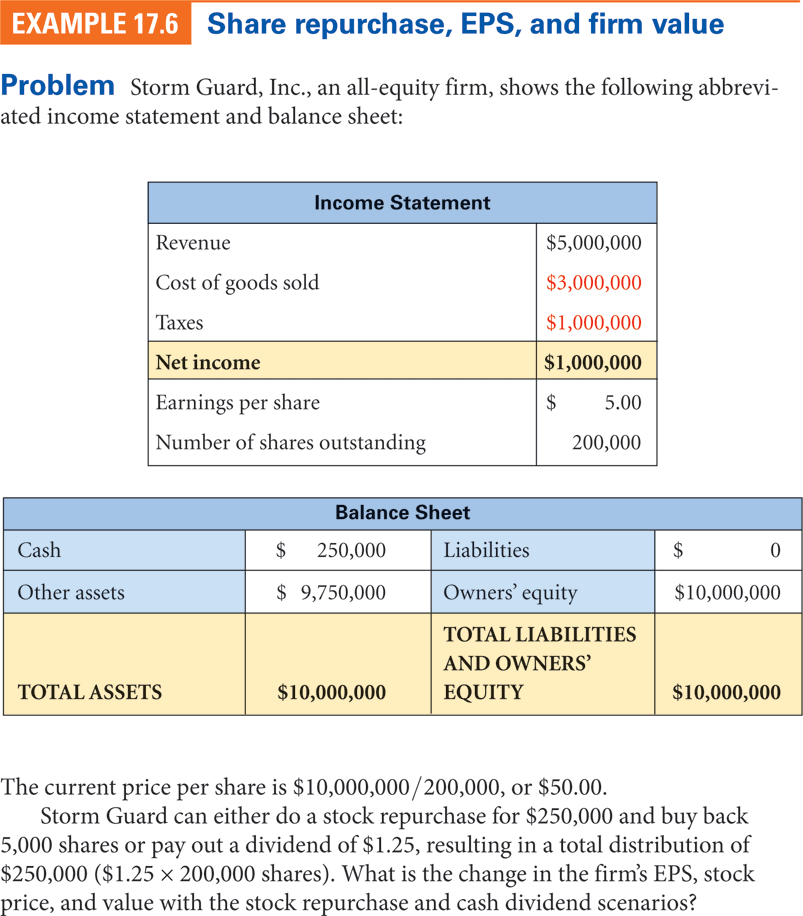 EXAMPLE 17.6 Share repurchase, EPS, and firm value
Problem Storm Guard, Inc., an all-equity firm, shows the following abbrevi-
ated income statement and balance sheet:
Income Statement
Revenue $5,000,000
Cost of goods sold $3,000,000
Taxes $1,000,000
Net income $1,000,000
Earnings per share $ 5.00
Number of shares outstanding 200,000
Balance Sheet
Cash $ 250,000 Liabilities $ 0
Other assets $ 9,750,000 Owners’ equity $10,000,000
TOTAL LIABILITIES
AND OWNERS’
TOTAL ASSETS $10,000,000 EQUITY $10,000,000
The current price per share is $10,000,000/200,000, or $50.00.
Storm Guard can either do a stock repurchase for $250,000 and buy back
5,000 shares or pay out a dividend of $1.25, resulting in a total distribution of
$250,000 ($1.25 × 200,000 shares). What is the change in the firm’s EPS, stock
price, and value with the stock repurchase and cash dividend scenarios?